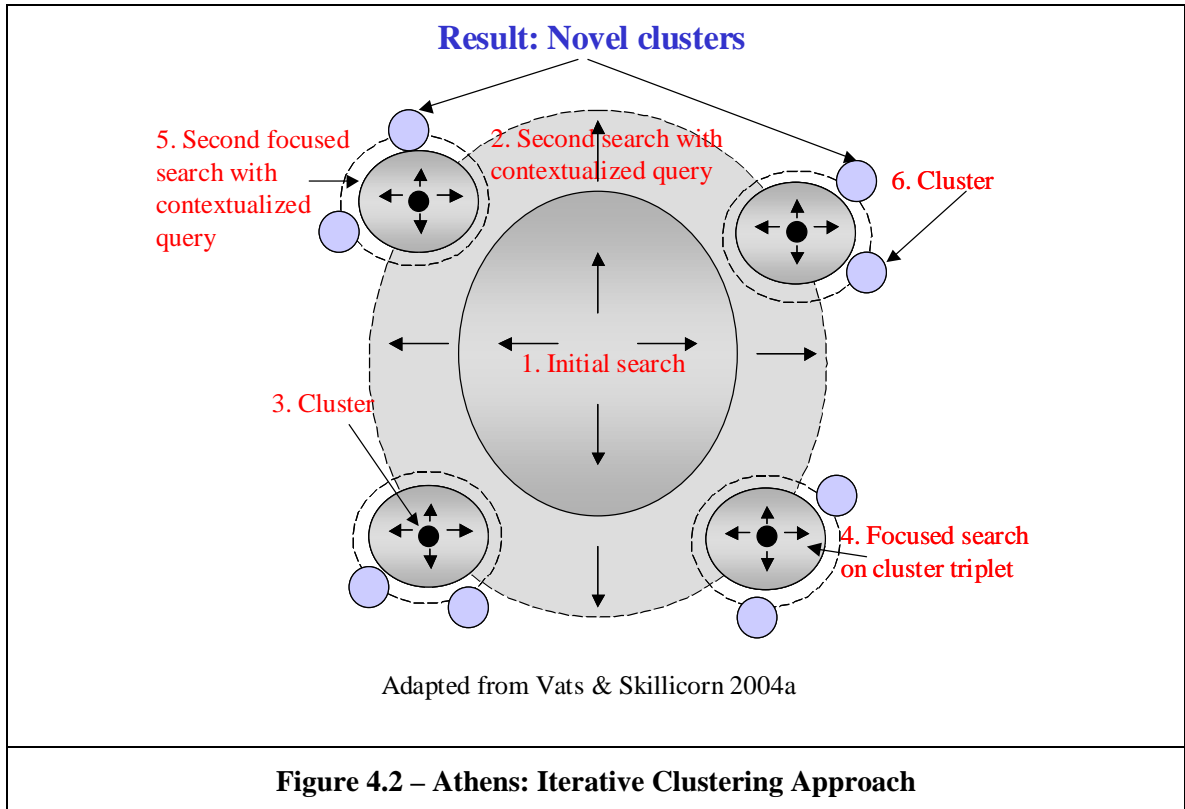 Result: Novel clusters
5. Second focused
search with
contextualized
query
2. Second search with
contextualized query
6. Cluster
1. Initial search
3. Cluster
4. Focused search
on cluster triplet
Adapted from Vats & Skillicorn 2004a
Figure 4.2 – Athens: Iterative Clustering Approach